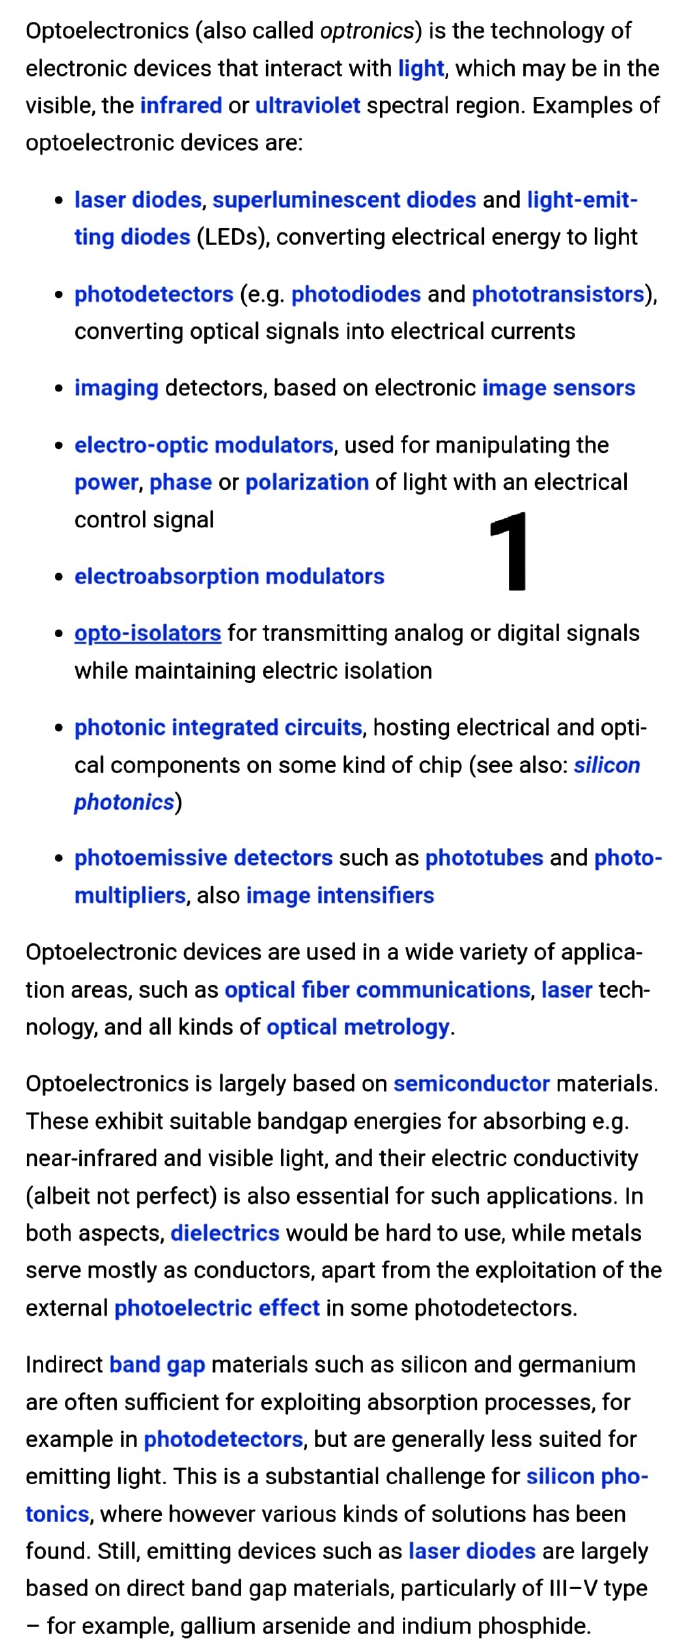 Optoelectronics (also called optronics) is the technology of
electronic devices that interact with light, which may be in the
visible, the infrared or ultraviolet spectral region. Examples of
optoelectronic devices are:
• laser diodes, superluminescent diodes and light-emit-
ting diodes (LEDs), converting electrical energy to light
• photodetectors (e.g. photodiodes and phototransistors),
converting optical signals into electrical currents
• imaging detectors, based on electronic image sensors
• electro-optic modulators, used for manipulating the
power, phase or polarization of light with an electrical
control signal
1
• electroabsorption modulators
• opto-isolators for transmitting analog or digital signals
while maintaining electric isolation
• photonic integrated circuits, hosting electrical and opti-
cal components on some kind of chip (see also: silicon
photonics)
• photoemissive detectors such as phototubes and photo-
multipliers, also image intensifiers
Optoelectronic devices are used in a wide variety of applica-
tion areas, such as optical fiber communications, laser tech-
nology, and all kinds of optical metrology.
Optoelectronics is largely based on semiconductor materials.
These exhibit suitable bandgap energies for absorbing e.g.
near-infrared and visible light, and their electric conductivity
(albeit not perfect) is also essential for such applications. In
both aspects, dielectrics would be hard to use, while metals
serve mostly as conductors, apart from the exploitation of the
external photoelectric effect in some photodetectors.
Indirect band gap materials such as silicon and germanium
are often sufficient for exploiting absorption processes, for
example in photodetectors, but are generally less suited for
emitting light. This is a substantial challenge for silicon pho-
tonics, where however various kinds of solutions has been
found. Still, emitting devices such as laser diodes are largely
based on direct band gap materials, particularly of III–V type
– for example, gallium arsenide and indium phosphide.